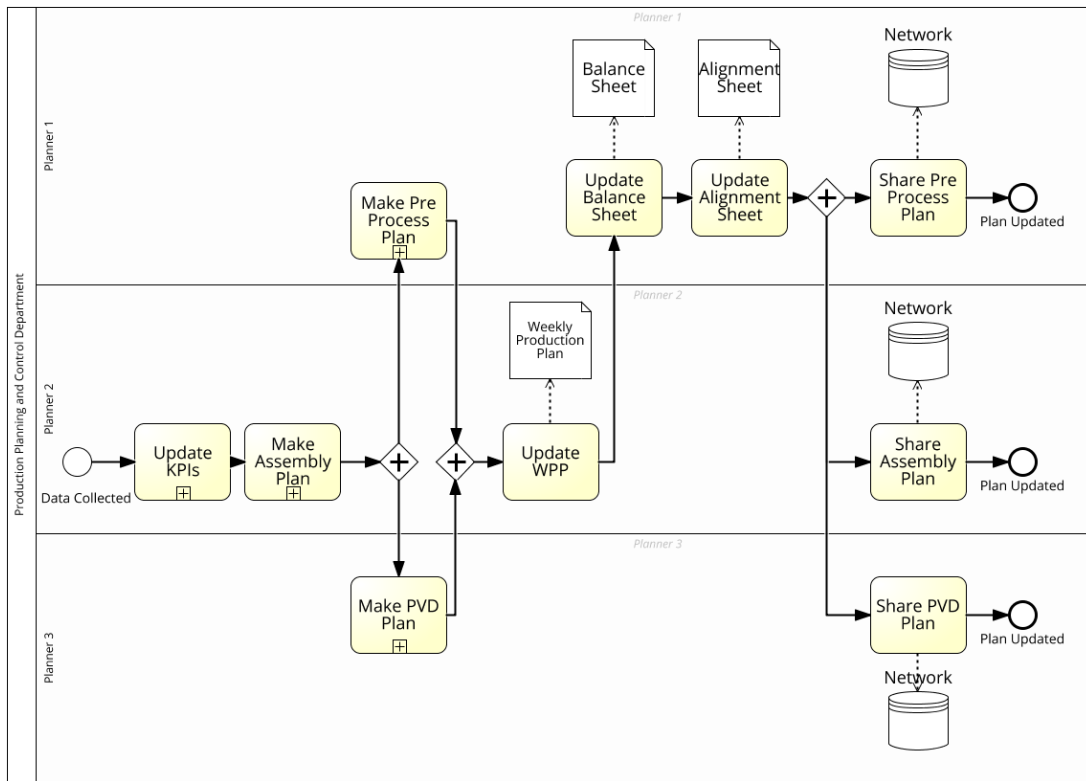 Production Planning and Control Department
Planner 1
Planner 1
Balance
Sheet
Alignment
Sheet
Network
Make Pre
Process
Plan
Update
Balance
Sheet
Update
Alignment
Sheet
Share Pre
Process
Plan
Plan Updated
Planner 2
Planner 2
Weekly
Production
Plan
Network
Data Collected
Update
KPIs
Make
Assembly
Plan
Update
WPP
Share
Assembly
Plan
Plan Updated
Planner 3
Planner 3
Make PVD
Plan
Share PVD
Plan
Plan Updated
Network